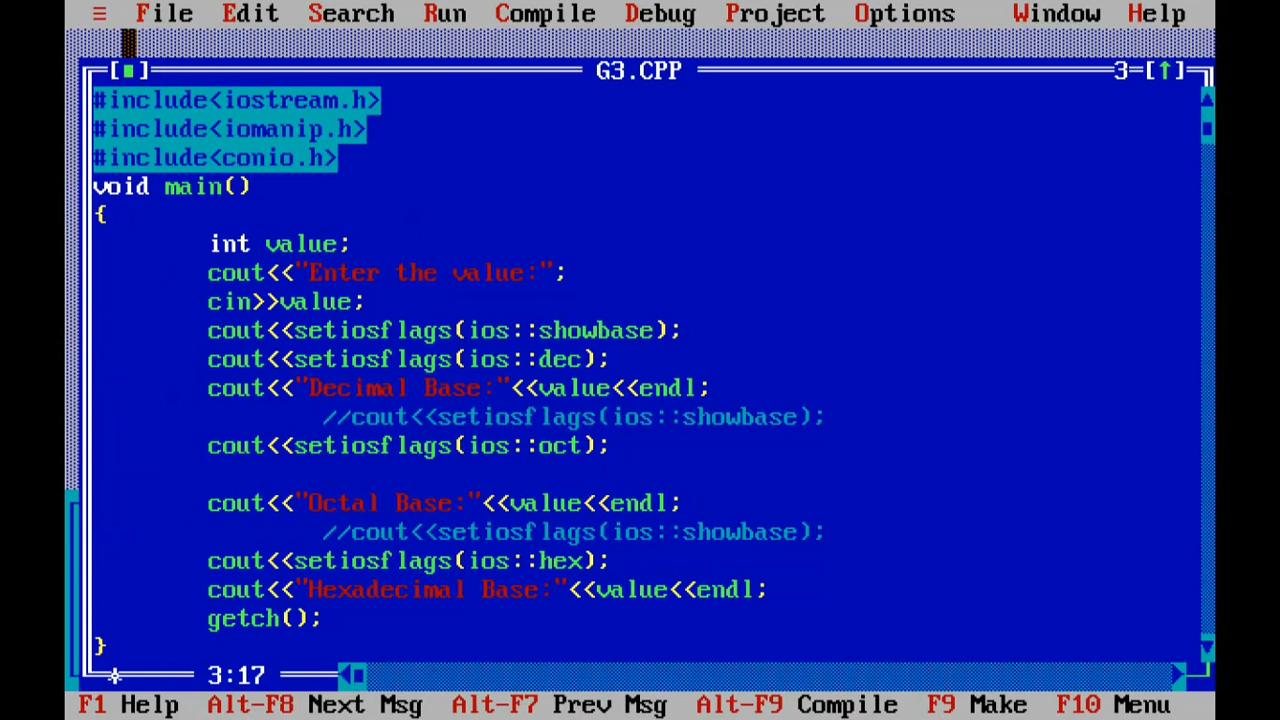 ≡ File Edit Search Run Compile Debug Project Options Window Help
[■] G3.CPP 3=[↑]
#include<iostream.h>
#include<iomanip.h>
#include<conio.h>
void main()
{
int value;
cout<<"Enter the value:";
cin>>value;
cout<<setiosflags(ios::showbase);
cout<<setiosflags(ios::dec);
cout<<"Decimal Base:"<<value<<endl;
//cout<<setiosflags(ios::showbase);
cout<<setiosflags(ios::oct);
cout<<"Octal Base:"<<value<<endl;
//cout<<setiosflags(ios::showbase);
cout<<setiosflags(ios::hex);
cout<<"Hexadecimal Base:"<<value<<endl;
getch();
}
3:17
F1 Help Alt-F8 Next Msg Alt-F7 Prev Msg Alt-F9 Compile F9 Make F10 Menu